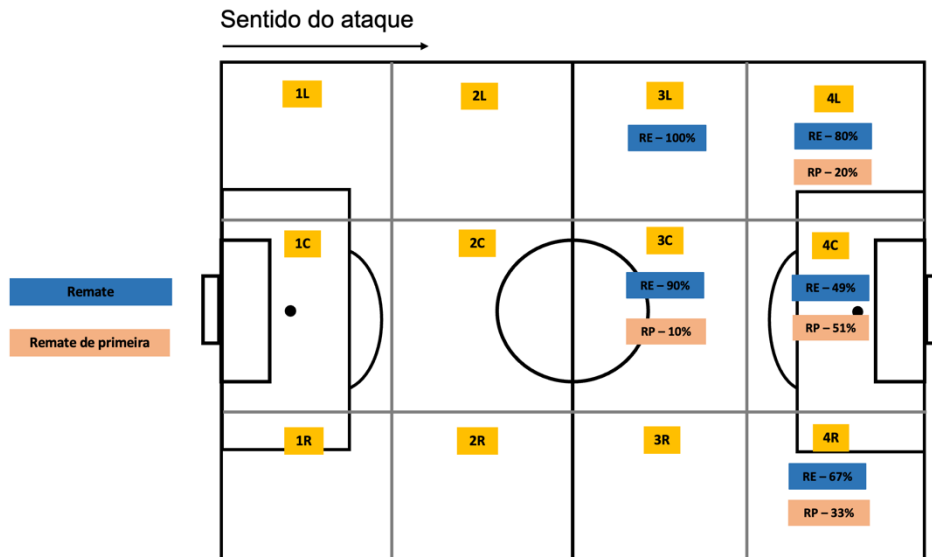 Sentido do ataque
1L
2L
3L
4L
RE – 100%
RE – 80%
RP – 20%
1C
2C
3C
4C
Remate
RE – 90%
RE – 49%
Remate de primeira
RP – 10%
RP – 51%
1R
2R
3R
4R
RE – 67%
RP – 33%